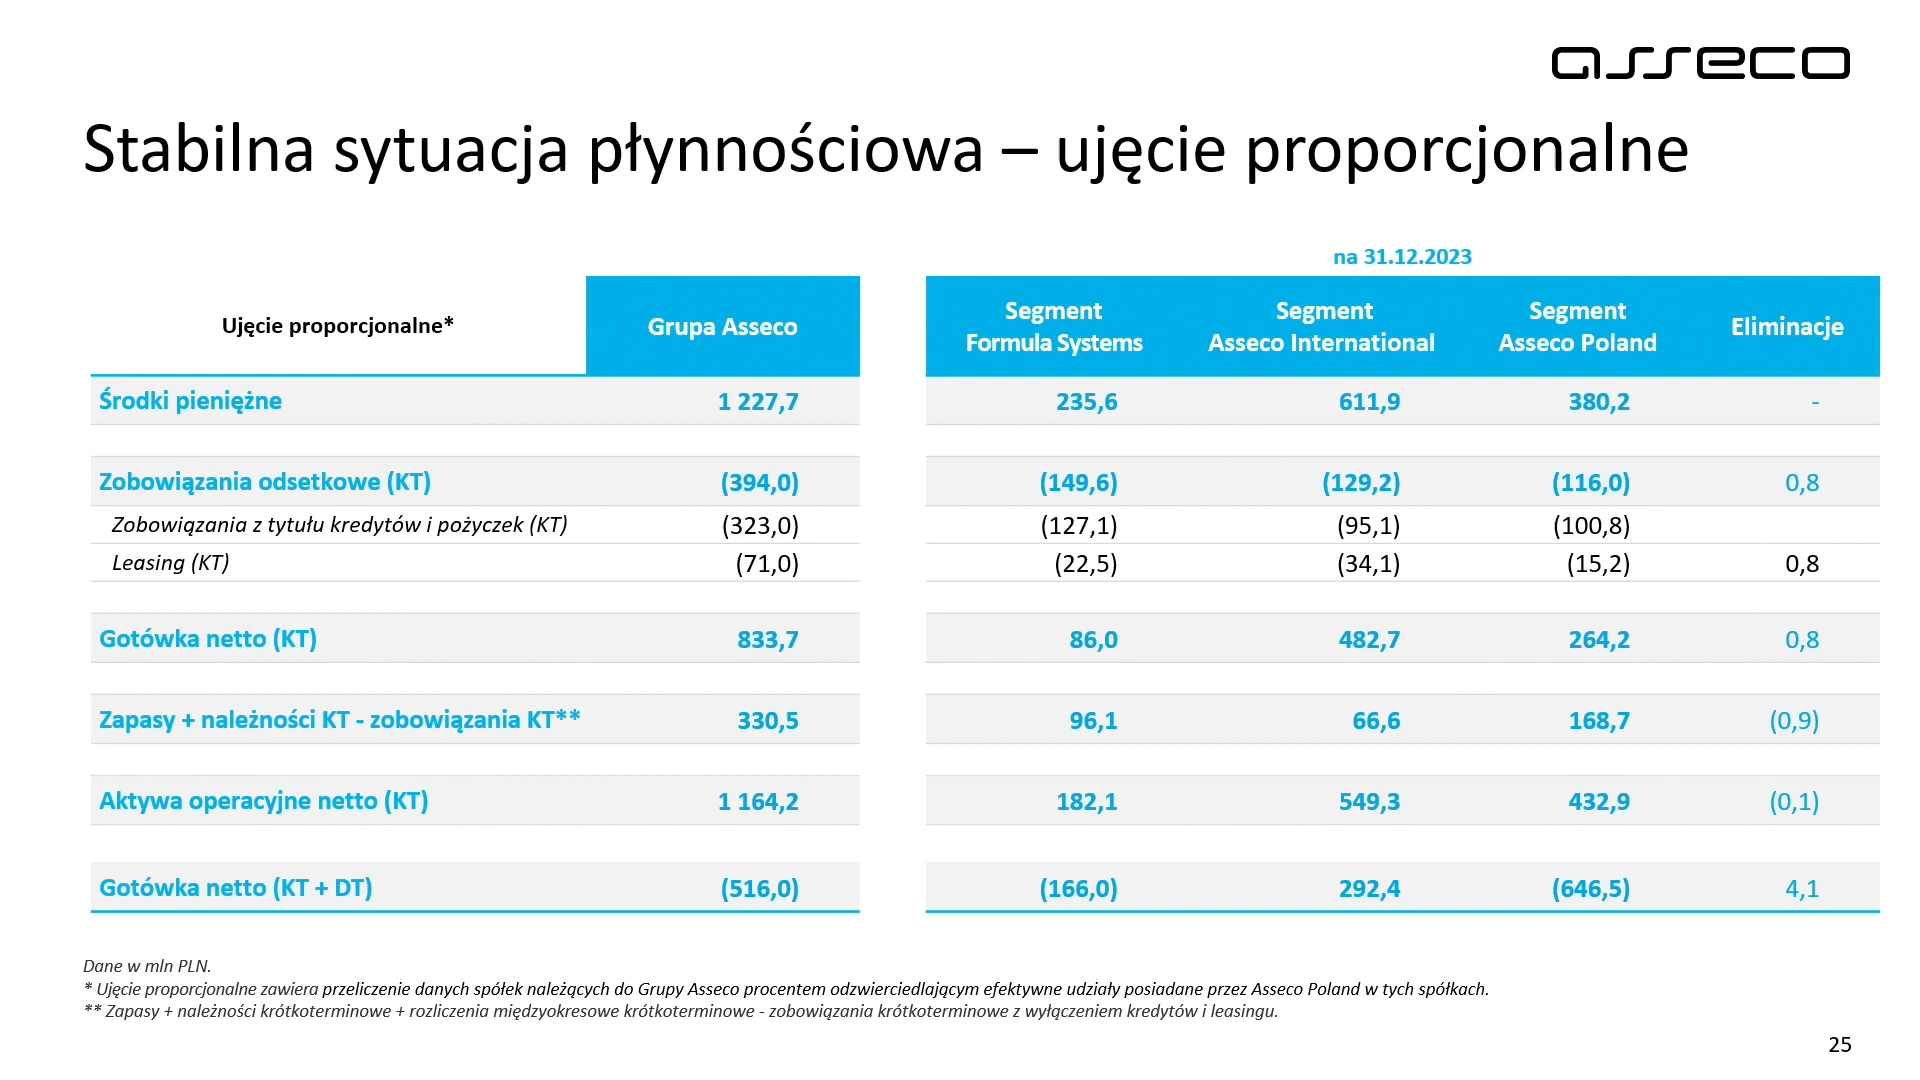 asseco
Stabilna sytuacja płynnościowa – ujęcie proporcjonalne
na 31.12.2023
Ujęcie proporcjonalne* Grupa Asseco Segment Formula Systems Segment Asseco International Segment Asseco Poland Eliminacje
Środki pieniężne 1 227,7 235,6 611,9 380,2 -
Zobowiązania odsetkowe (KT) (394,0) (149,6) (129,2) (116,0) 0,8
Zobowiązania z tytułu kredytów i pożyczek (KT) (323,0) (127,1) (95,1) (100,8)
Leasing (KT) (71,0) (22,5) (34,1) (15,2) 0,8
Gotówka netto (KT) 833,7 86,0 482,7 264,2 0,8
Zapasy + należności KT - zobowiązania KT** 330,5 96,1 66,6 168,7 (0,9)
Aktywa operacyjne netto (KT) 1 164,2 182,1 549,3 432,9 (0,1)
Gotówka netto (KT + DT) (516,0) (166,0) 292,4 (646,5) 4,1
Dane w mln PLN.
* Ujęcie proporcjonalne zawiera przeliczenie danych spółek należących do Grupy Asseco procentem odzwierciedlającym efektywne udziały posiadane przez Asseco Poland w tych spółkach.
** Zapasy + należności krótkoterminowe + rozliczenia międzyokresowe krótkoterminowe - zobowiązania krótkoterminowe z wyłączeniem kredytów i leasingu.
25